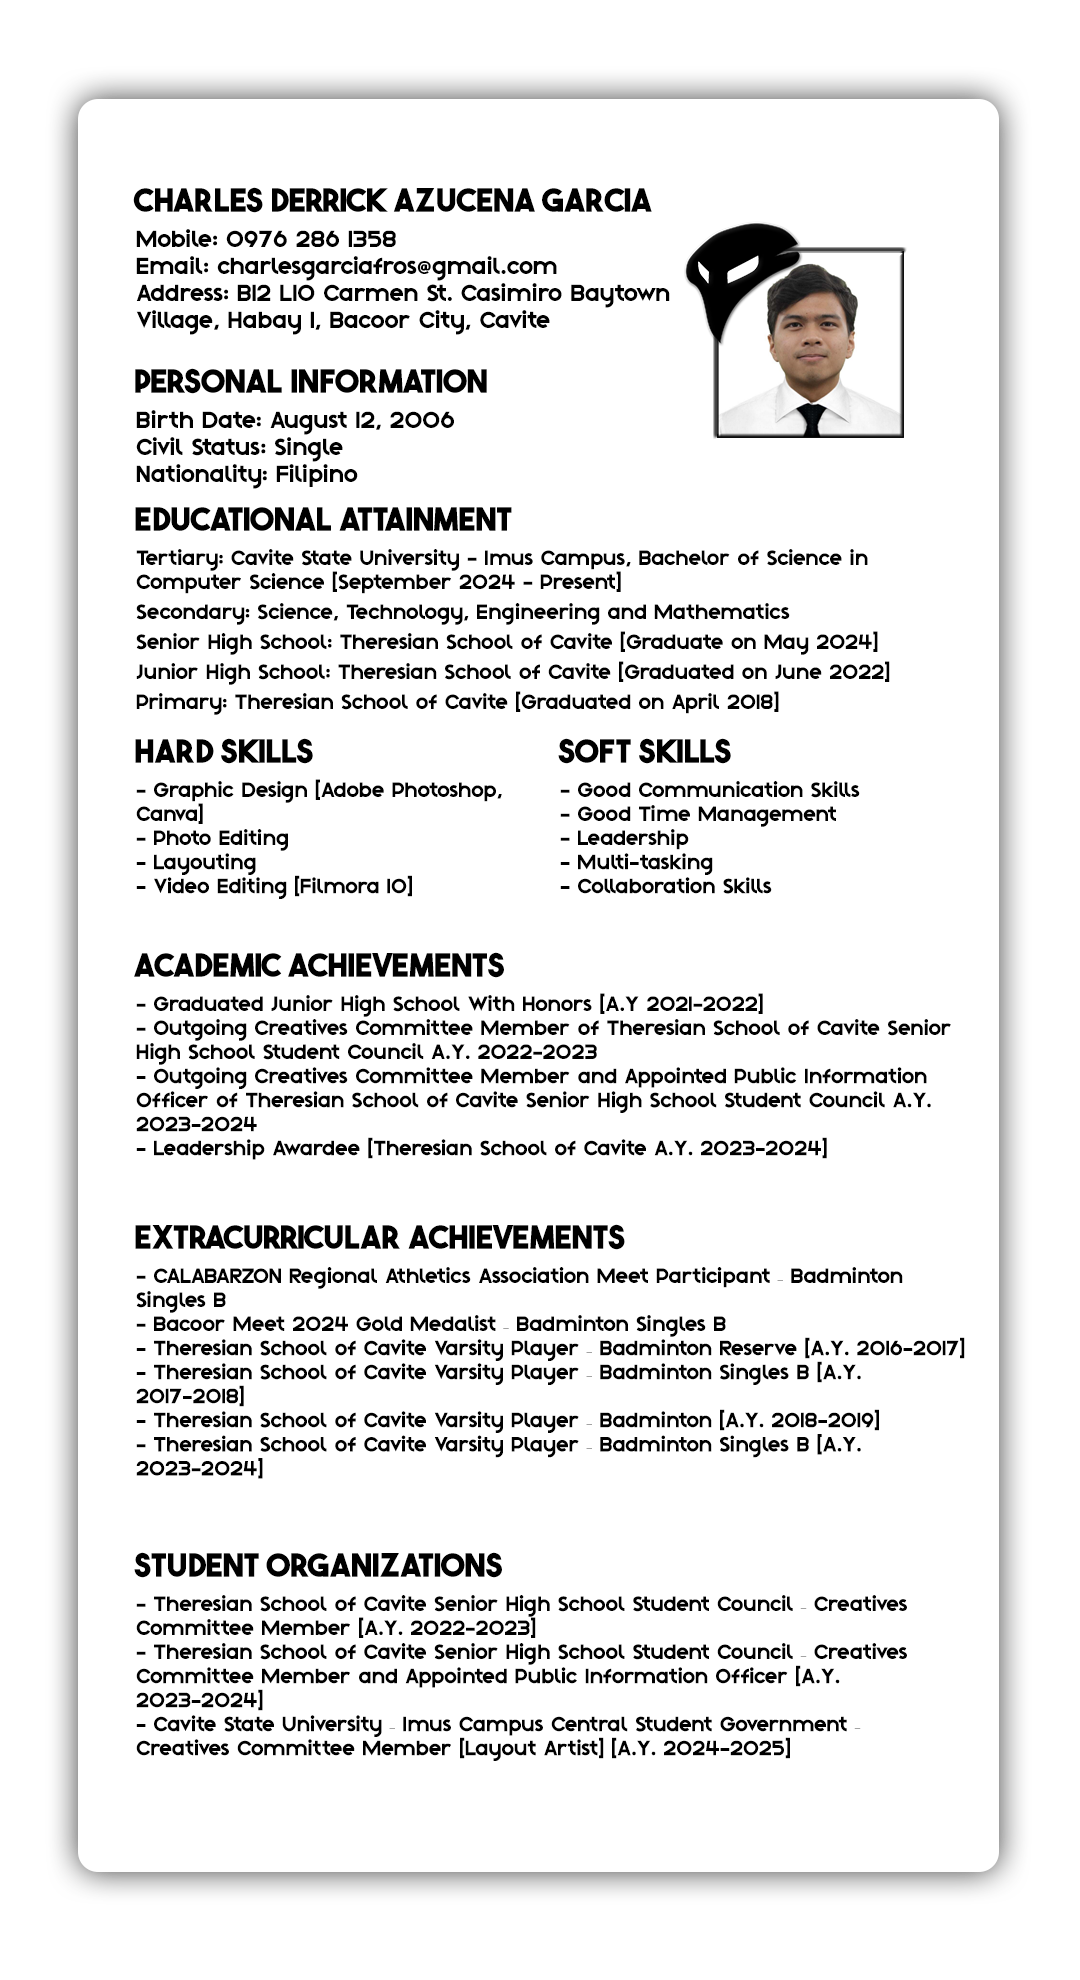 CHARLES DERRICK AZUCENA GARCIA
Mobile: 0976 286 1358
Email: charlesgarciafros@gmail.com
Address: B12 L10 Carmen St. Casimiro Baytown
Village, Habay 1, Bacoor City, Cavite
PERSONAL INFORMATION
Birth Date: August 12, 2006
Civil Status: Single
Nationality: Filipino
EDUCATIONAL ATTAINMENT
Tertiary: Cavite State University - Imus Campus, Bachelor of Science in
Computer Science [September 2024 - Present]
Secondary: Science, Technology, Engineering and Mathematics
Senior High School: Theresian School of Cavite [Graduate on May 2024]
Junior High School: Theresian School of Cavite [Graduated on June 2022]
Primary: Theresian School of Cavite [Graduated on April 2018]
HARD SKILLS
- Graphic Design [Adobe Photoshop,
Canva]
- Photo Editing
- Layouting
- Video Editing [Filmora 10]
SOFT SKILLS
- Good Communication Skills
- Good Time Management
- Leadership
- Multi-tasking
- Collaboration Skills
ACADEMIC ACHIEVEMENTS
- Graduated Junior High School With Honors [A.Y 2021-2022]
- Outgoing Creatives Committee Member of Theresian School of Cavite Senior
High School Student Council A.Y. 2022-2023
- Outgoing Creatives Committee Member and Appointed Public Information
Officer of Theresian School of Cavite Senior High School Student Council A.Y.
2023-2024
- Leadership Awardee [Theresian School of Cavite A.Y. 2023-2024]
EXTRACURRICULAR ACHIEVEMENTS
- CALABARZON Regional Athletics Association Meet Participant – Badminton
Singles B
- Bacoor Meet 2024 Gold Medalist – Badminton Singles B
- Theresian School of Cavite Varsity Player – Badminton Reserve [A.Y. 2016-2017]
- Theresian School of Cavite Varsity Player – Badminton Singles B [A.Y.
2017-2018]
- Theresian School of Cavite Varsity Player – Badminton [A.Y. 2018-2019]
- Theresian School of Cavite Varsity Player – Badminton Singles B [A.Y.
2023-2024]
STUDENT ORGANIZATIONS
- Theresian School of Cavite Senior High School Student Council – Creatives
Committee Member [A.Y. 2022-2023]
- Theresian School of Cavite Senior High School Student Council – Creatives
Committee Member and Appointed Public Information Officer [A.Y.
2023-2024]
- Cavite State University – Imus Campus Central Student Government –
Creatives Committee Member [Layout Artist] [A.Y. 2024-2025]